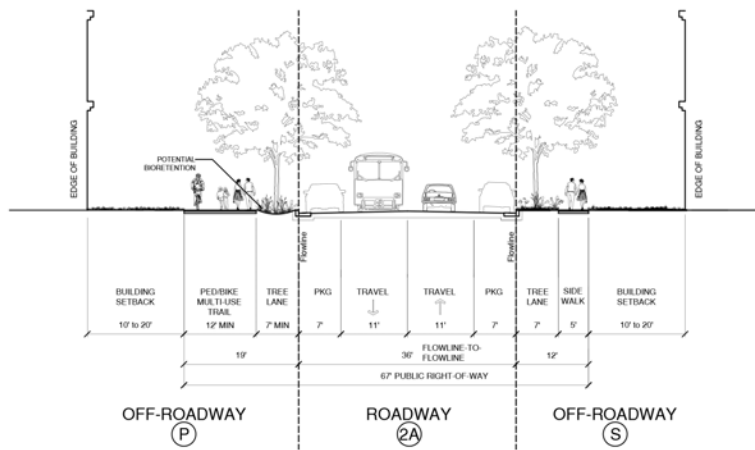 EDGE OF BUILDING
POTENTIAL
BIORETENTION
EDGE OF BUILDING
Flowline
Flowline
BUILDING
SETBACK
10' to 20'
PED/BIKE
MULTI-USE
TRAIL
12' MIN
TREE
LANE
7' MIN
PKG
7'
TRAVEL
11'
TRAVEL
11'
PKG
7'
TREE
LANE
7'
SIDE
WALK
5'
BUILDING
SETBACK
10' to 20'
19'
36' FLOWLINE-TO-
FLOWLINE
12'
67' PUBLIC RIGHT-OF-WAY
OFF-ROADWAY
P
ROADWAY
2A
OFF-ROADWAY
S